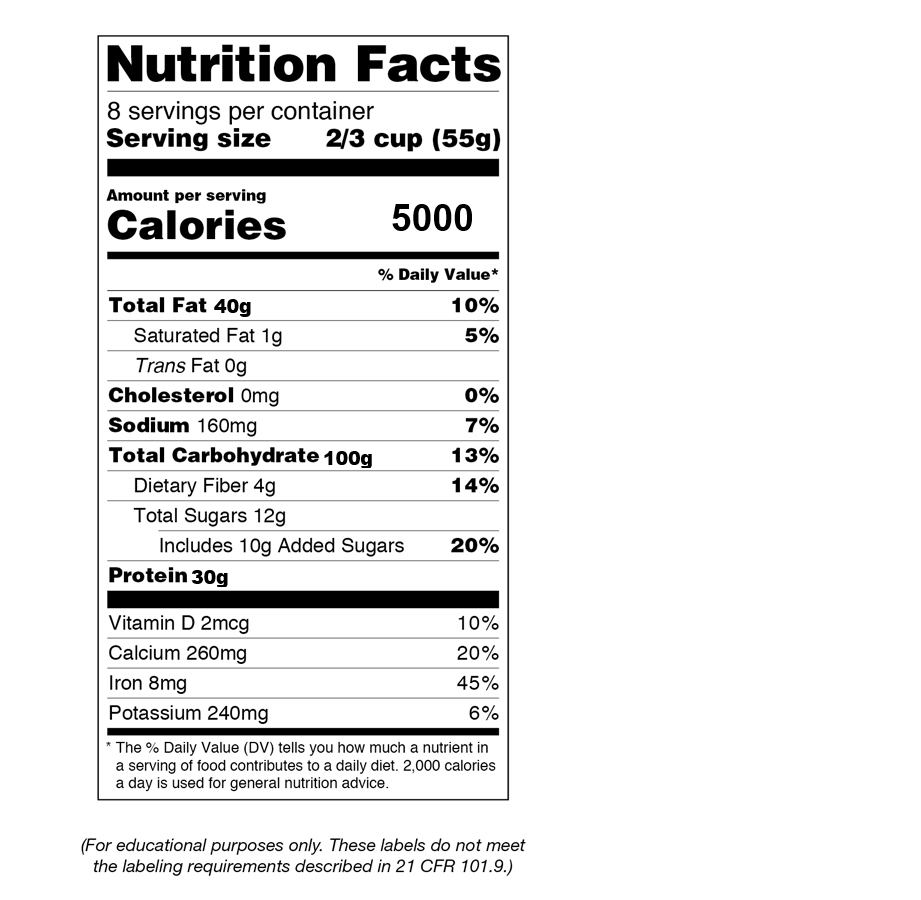 Nutrition Facts
8 servings per container
Serving size 2/3 cup (55g)
Amount per serving
Calories 5000
% Daily Value*
Total Fat 40g 10%
Saturated Fat 1g 5%
Trans Fat 0g
Cholesterol 0mg 0%
Sodium 160mg 7%
Total Carbohydrate 100g 13%
Dietary Fiber 4g 14%
Total Sugars 12g
Includes 10g Added Sugars 20%
Protein 30g
Vitamin D 2mcg 10%
Calcium 260mg 20%
Iron 8mg 45%
Potassium 240mg 6%
* The % Daily Value (DV) tells you how much a nutrient in
a serving of food contributes to a daily diet. 2,000 calories
a day is used for general nutrition advice.
(For educational purposes only. These labels do not meet
the labeling requirements described in 21 CFR 101.9.)